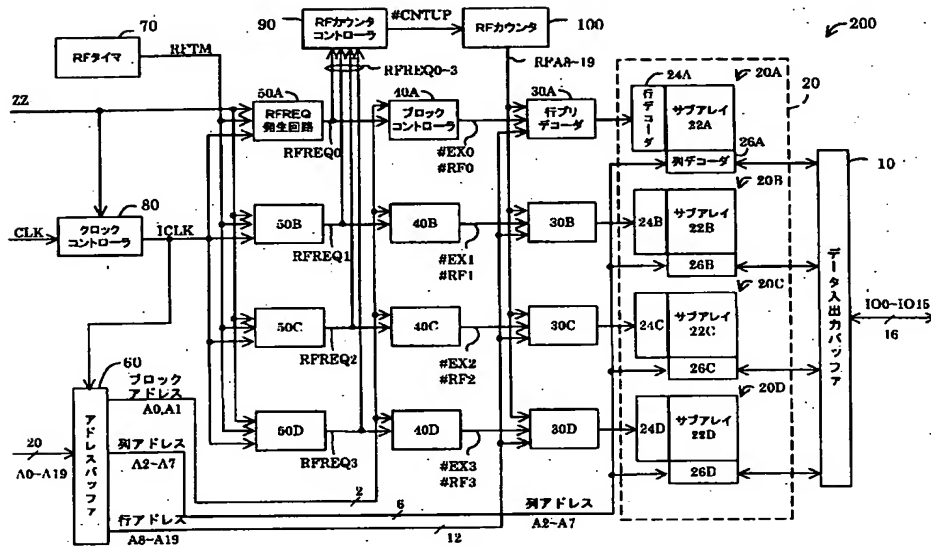 200
70
RFタイマ
RFTM
90
RFカウンタ
コントローラ
#CNTUP
100
RFカウンタ
RFREQ0~3
RFA8~19
ZZ
50A
RFREQ
発生回路
RFREQ0
40A
ブロック
コントローラ
#EX0
#RF0
30A
行プリ
デコーダ
20
24A
行デコーダ
20A
サブアレイ
22A
26A
列デコーダ
10
データ入出力バッファ
IO0~IO15
16
CLK
80
クロック
コントローラ
ICLK
50B
RFREQ1
40B
#EX1
#RF1
30B
24B
20B
サブアレイ
22B
26B
50C
RFREQ2
40C
#EX2
#RF2
30C
24C
20C
サブアレイ
22C
26C
50D
RFREQ3
40D
#EX3
#RF3
30D
24D
20D
サブアレイ
22D
26D
60
アドレスバッファ
20
A0~A19
ブロック
アドレス
A0,A1
2
列アドレス
A2~A7
6
列アドレス
A2~A7
行アドレス
A8~A19
12